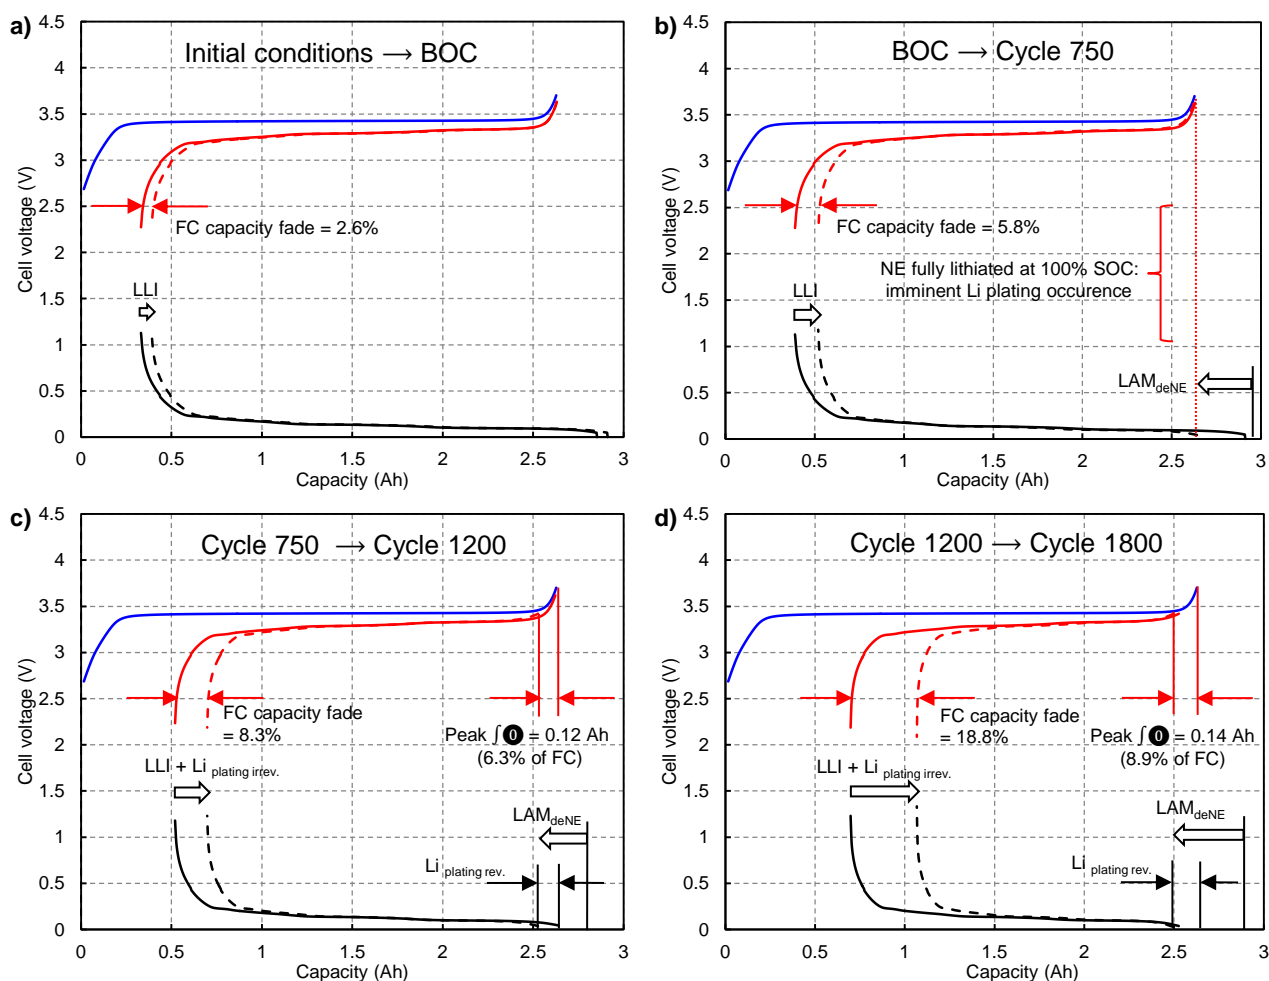 a)
Initial conditions → BOC
4.5
4
3.5
3
2.5
2
1.5
1
0.5
0
Cell voltage (V)
FC capacity fade = 2.6%
LLI
0
0.5
1
1.5
2
2.5
3
Capacity (Ah)
b)
BOC → Cycle 750
4.5
4
3.5
3
2.5
2
1.5
1
0.5
0
Cell voltage (V)
FC capacity fade = 5.8%
NE fully lithiated at 100% SOC:
imminent Li plating occurence
LLI
LAMdeNE
0
0.5
1
1.5
2
2.5
3
Capacity (Ah)
c)
Cycle 750 → Cycle 1200
4.5
4
3.5
3
2.5
2
1.5
1
0.5
0
Cell voltage (V)
FC capacity fade
= 8.3%
Peak ∫⓿ = 0.12 Ah
(6.3% of FC)
LLI + Li plating irrev.
LAMdeNE
Li plating rev.
0
0.5
1
1.5
2
2.5
3
Capacity (Ah)
d)
Cycle 1200 → Cycle 1800
4.5
4
3.5
3
2.5
2
1.5
1
0.5
0
Cell voltage (V)
FC capacity fade
= 18.8%
Peak ∫⓿ = 0.14 Ah
(8.9% of FC)
LLI + Li plating irrev.
LAMdeNE
Li plating rev.
0
0.5
1
1.5
2
2.5
3
Capacity (Ah)